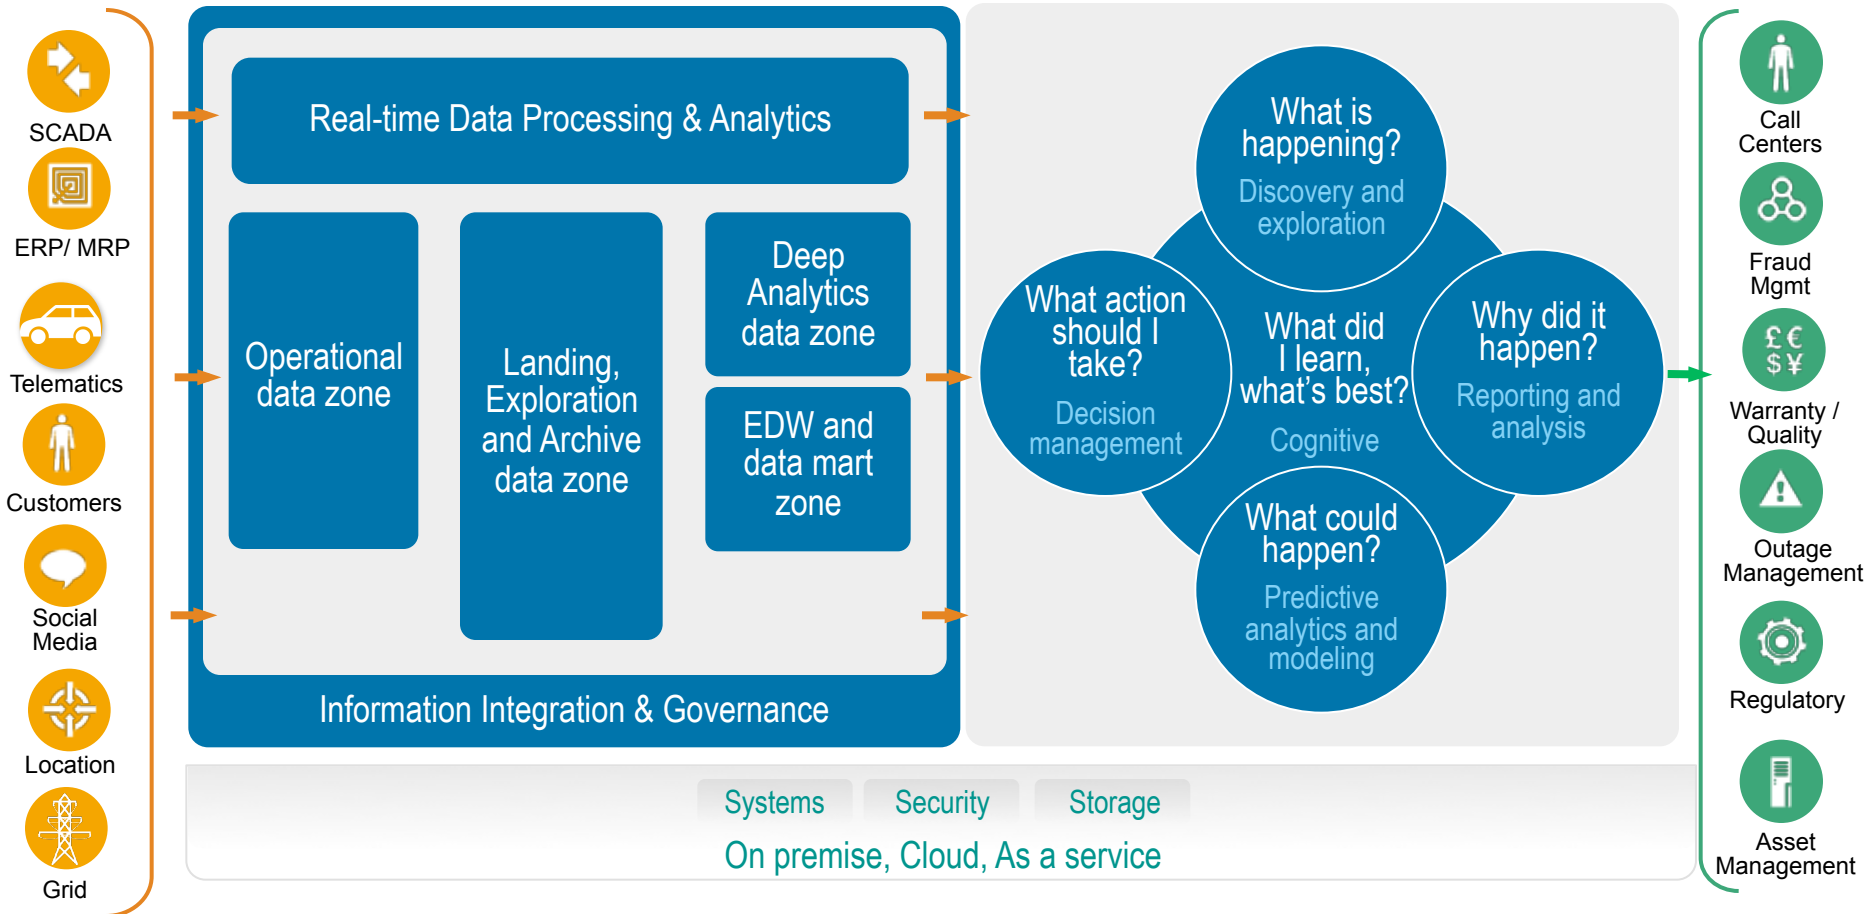 SCADA
ERP/ MRP
Telematics
Customers
Social
Media
Location
Grid
Real-time Data Processing & Analytics
Operational
data zone
Landing,
Exploration
and Archive
data zone
Deep
Analytics
data zone
EDW and
data mart
zone
Information Integration & Governance
What is
happening?
Discovery and
exploration
What action
should I
take?
Decision
management
What did
I learn,
what's best?
Cognitive
Why did it
happen?
Reporting and
analysis
What could
happen?
Predictive
analytics and
modeling
Systems
Security
Storage
On premise, Cloud, As a service
Call
Centers
Fraud
Mgmt
£ €
$ ¥
Warranty /
Quality
Outage
Management
Regulatory
Asset
Management